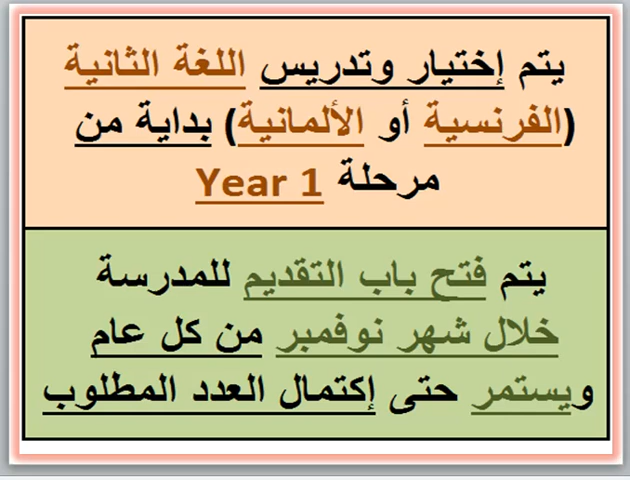 يتم إختيار وتدريس اللغة الثانية
(الفرنسية أو الألمانية) بداية من
مرحلة Year 1
يتم فتح باب التقديم للمدرسة
خلال شهر نوفمبر من كل عام
ويستمر حتى إكتمال العدد المطلوب